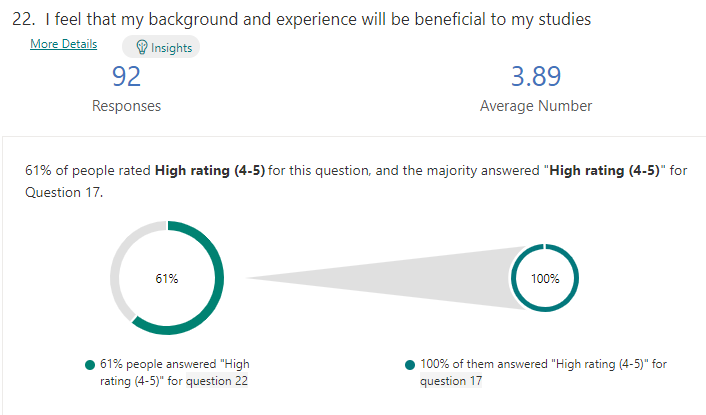 22. I feel that my background and experience will be beneficial to my studies
More Details
Insights
92
Responses
3.89
Average Number
61% of people rated High rating (4-5) for this question, and the majority answered "High rating (4-5)" for
Question 17.
61%
100%
61% people answered "High
rating (4-5)" for question 22
100% of them answered "High rating (4-5)" for
question 17